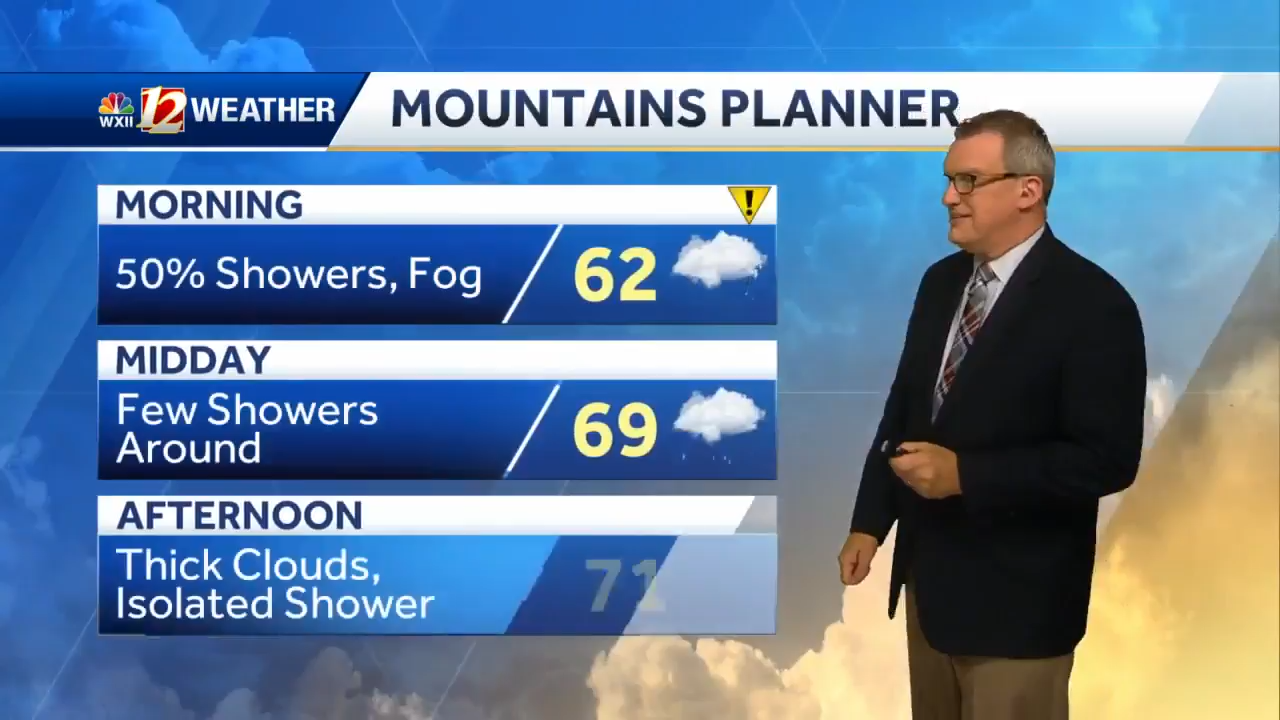 WXII 12 WEATHER
MOUNTAINS PLANNER
MORNING
50% Showers, Fog
62
MIDDAY
Few Showers
Around
69
AFTERNOON
Thick Clouds,
Isolated Shower
71